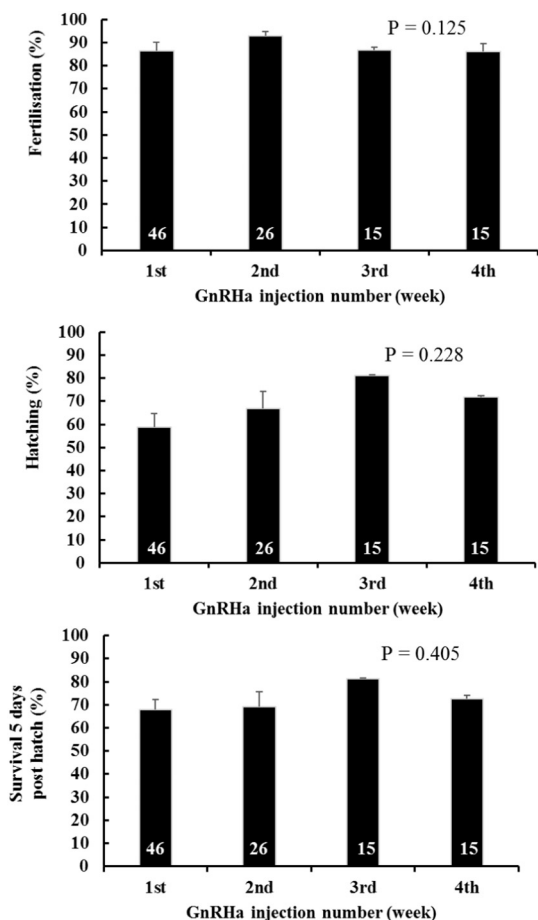 P = 0.125
Fertilisation (%)
100
90
80
70
60
50
40
30
20
10
0
46 26 15 15
1st 2nd 3rd 4th
GnRHa injection number (week)
P = 0.228
Hatching (%)
100
90
80
70
60
50
40
30
20
10
0
46 26 15 15
1st 2nd 3rd 4th
GnRHa injection number (week)
P = 0.405
Survival 5 days
post hatch (%)
100
90
80
70
60
50
40
30
20
10
0
46 26 15 15
1st 2nd 3rd 4th
GnRHa injection number (week)